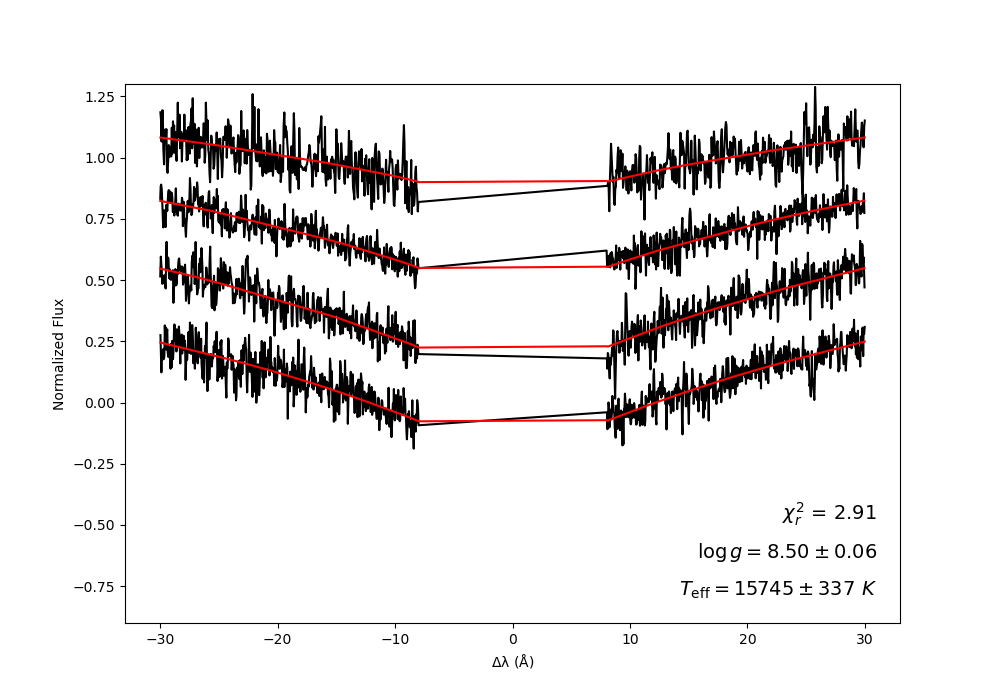 Normalized Flux
1.25
1.00
0.75
0.50
0.25
0.00
−0.25
−0.50
−0.75
χ²ᵣ = 2.91
log g = 8.50 ± 0.06
T_eff = 15745 ± 337 K
−30 −20 −10 0 10 20 30
Δλ (Å)